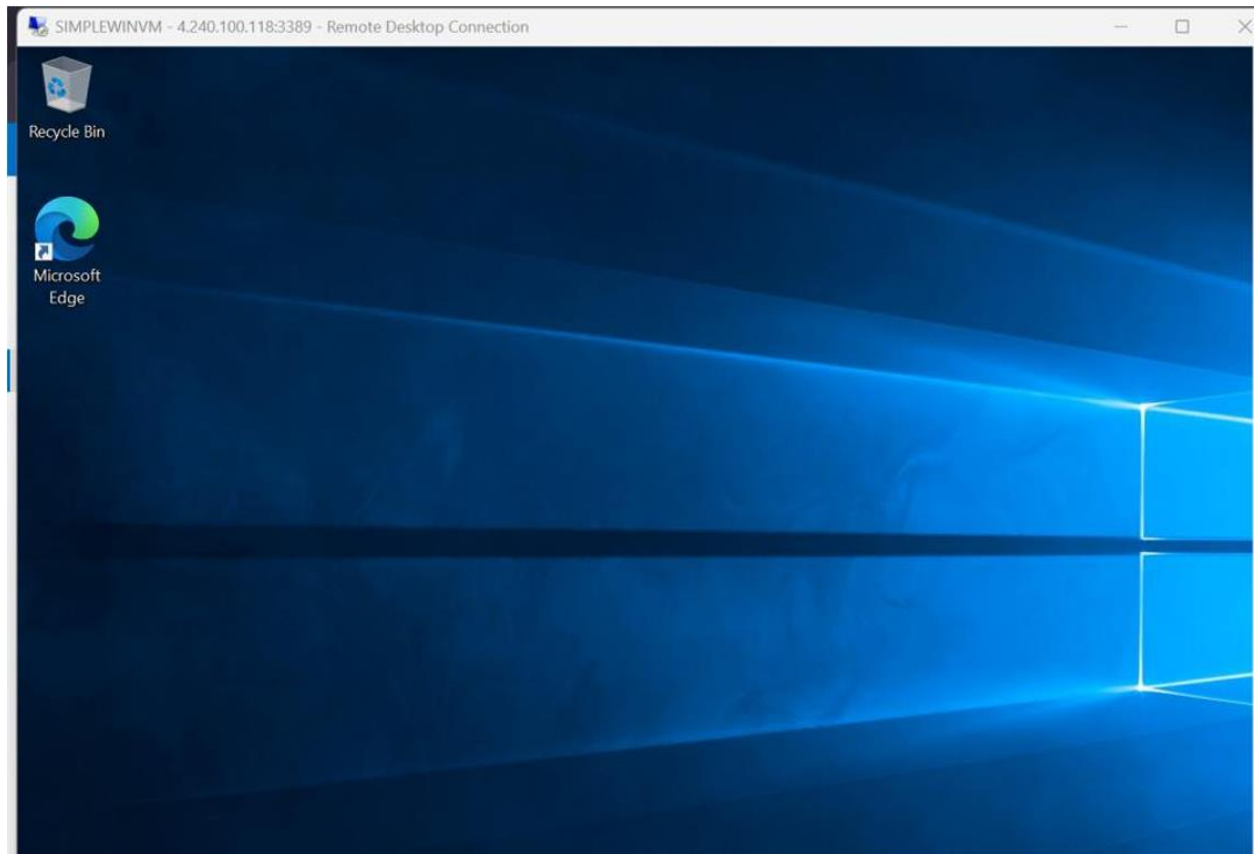 SIMPLEWINVM - 4.240.100.118:3389 - Remote Desktop Connection
Recycle Bin
Microsoft
Edge